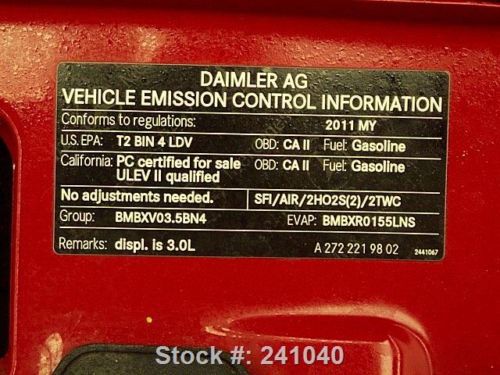 DAIMLER AG
VEHICLE EMISSION CONTROL INFORMATION
Conforms to regulations: 2011 MY
U.S. EPA: T2 BIN 4 LDV OBD: CA II Fuel: Gasoline
California: PC certified for sale OBD: CA II Fuel: Gasoline
ULEV II qualified
No adjustments needed. SFI/AIR/2HO2S(2)/2TWC
Group: BMBXV03.5BN4 EVAP: BMBXR0155LNS
Remarks: displ. is 3.0L A 272 221 98 02 2441067
Stock #: 241040